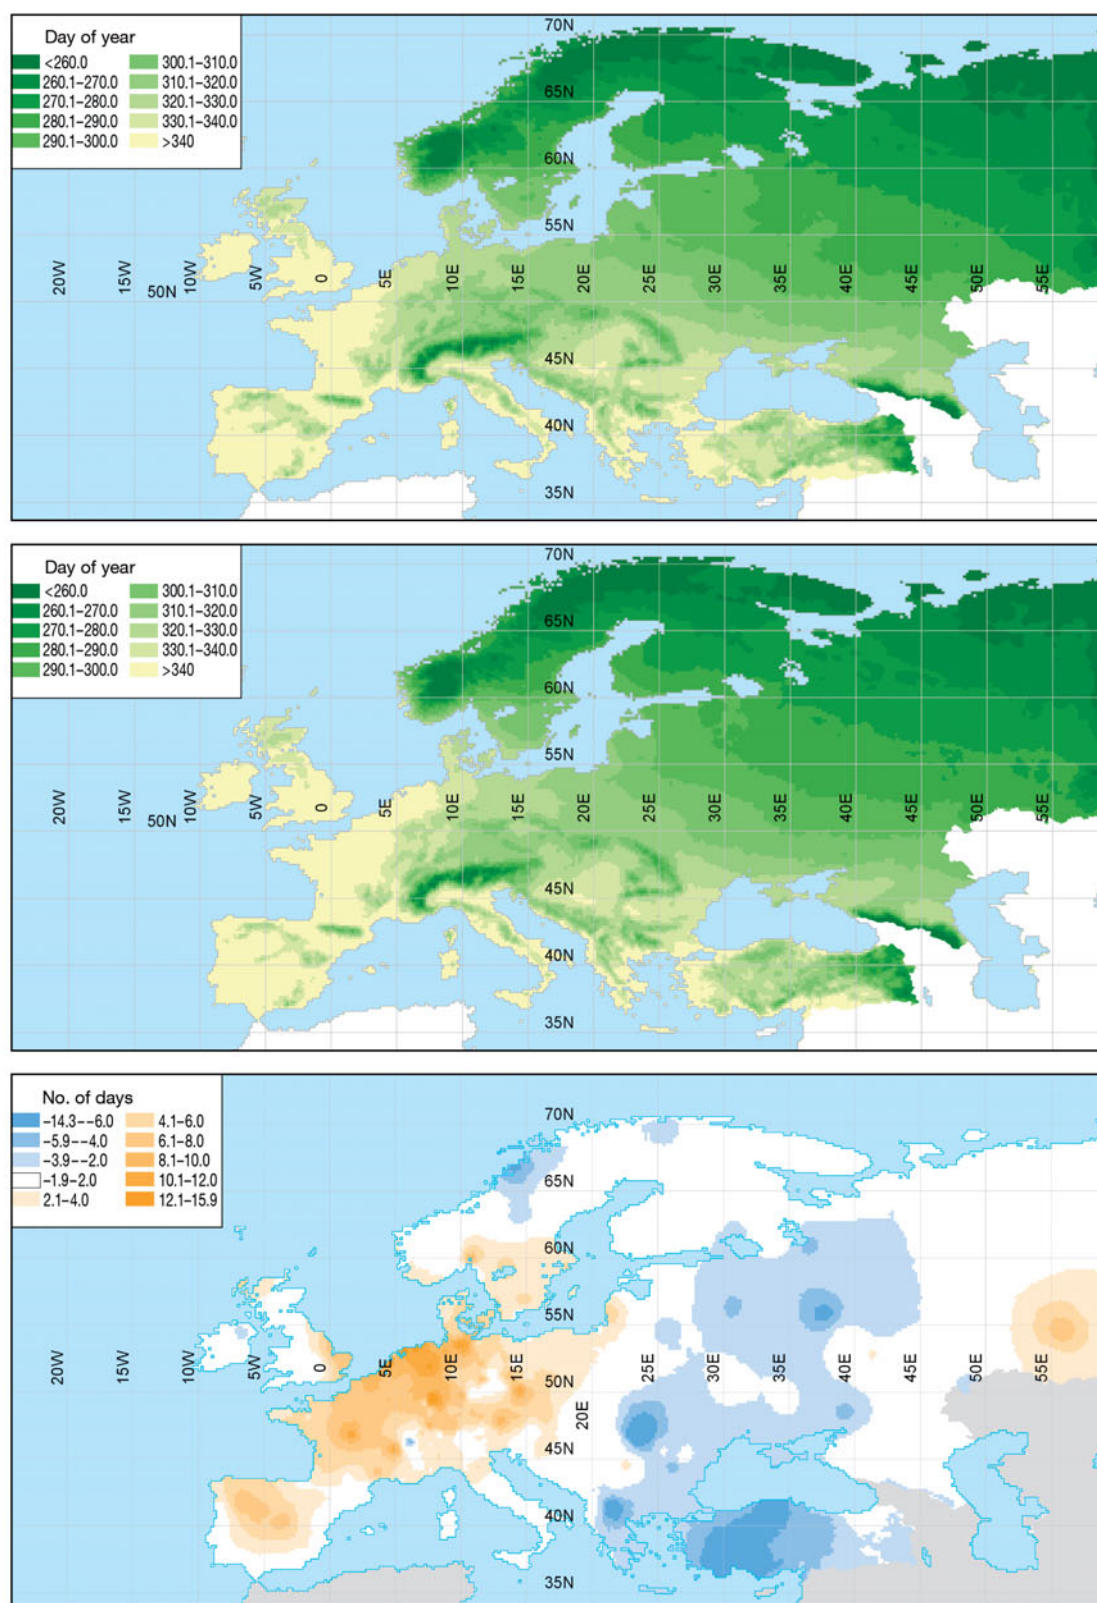 Day of year
<260.0 300.1–310.0
260.1–270.0 310.1–320.0
270.1–280.0 320.1–330.0
280.1–290.0 330.1–340.0
290.1–300.0 >340
70N
65N
60N
55N
20W 15W 10W 5W 0 5E 10E 15E 20E 25E 30E 35E 40E 45E 50E 55E
50N
45N
40N
35N
Day of year
<260.0 300.1–310.0
260.1–270.0 310.1–320.0
270.1–280.0 320.1–330.0
280.1–290.0 330.1–340.0
290.1–300.0 >340
70N
65N
60N
55N
20W 15W 10W 5W 0 5E 10E 15E 20E 25E 30E 35E 40E 45E 50E 55E
50N
45N
40N
35N
No. of days
–14.3––6.0 4.1–6.0
–5.9––4.0 6.1–8.0
–3.9––2.0 8.1–10.0
–1.9–2.0 10.1–12.0
2.1–4.0 12.1–15.9
70N
65N
60N
55N
20W 15W 10W 5W 0 5E 10E 15E 25E 30E 35E 40E 45E 50E 55E
50N
20E
45N
40N
35N